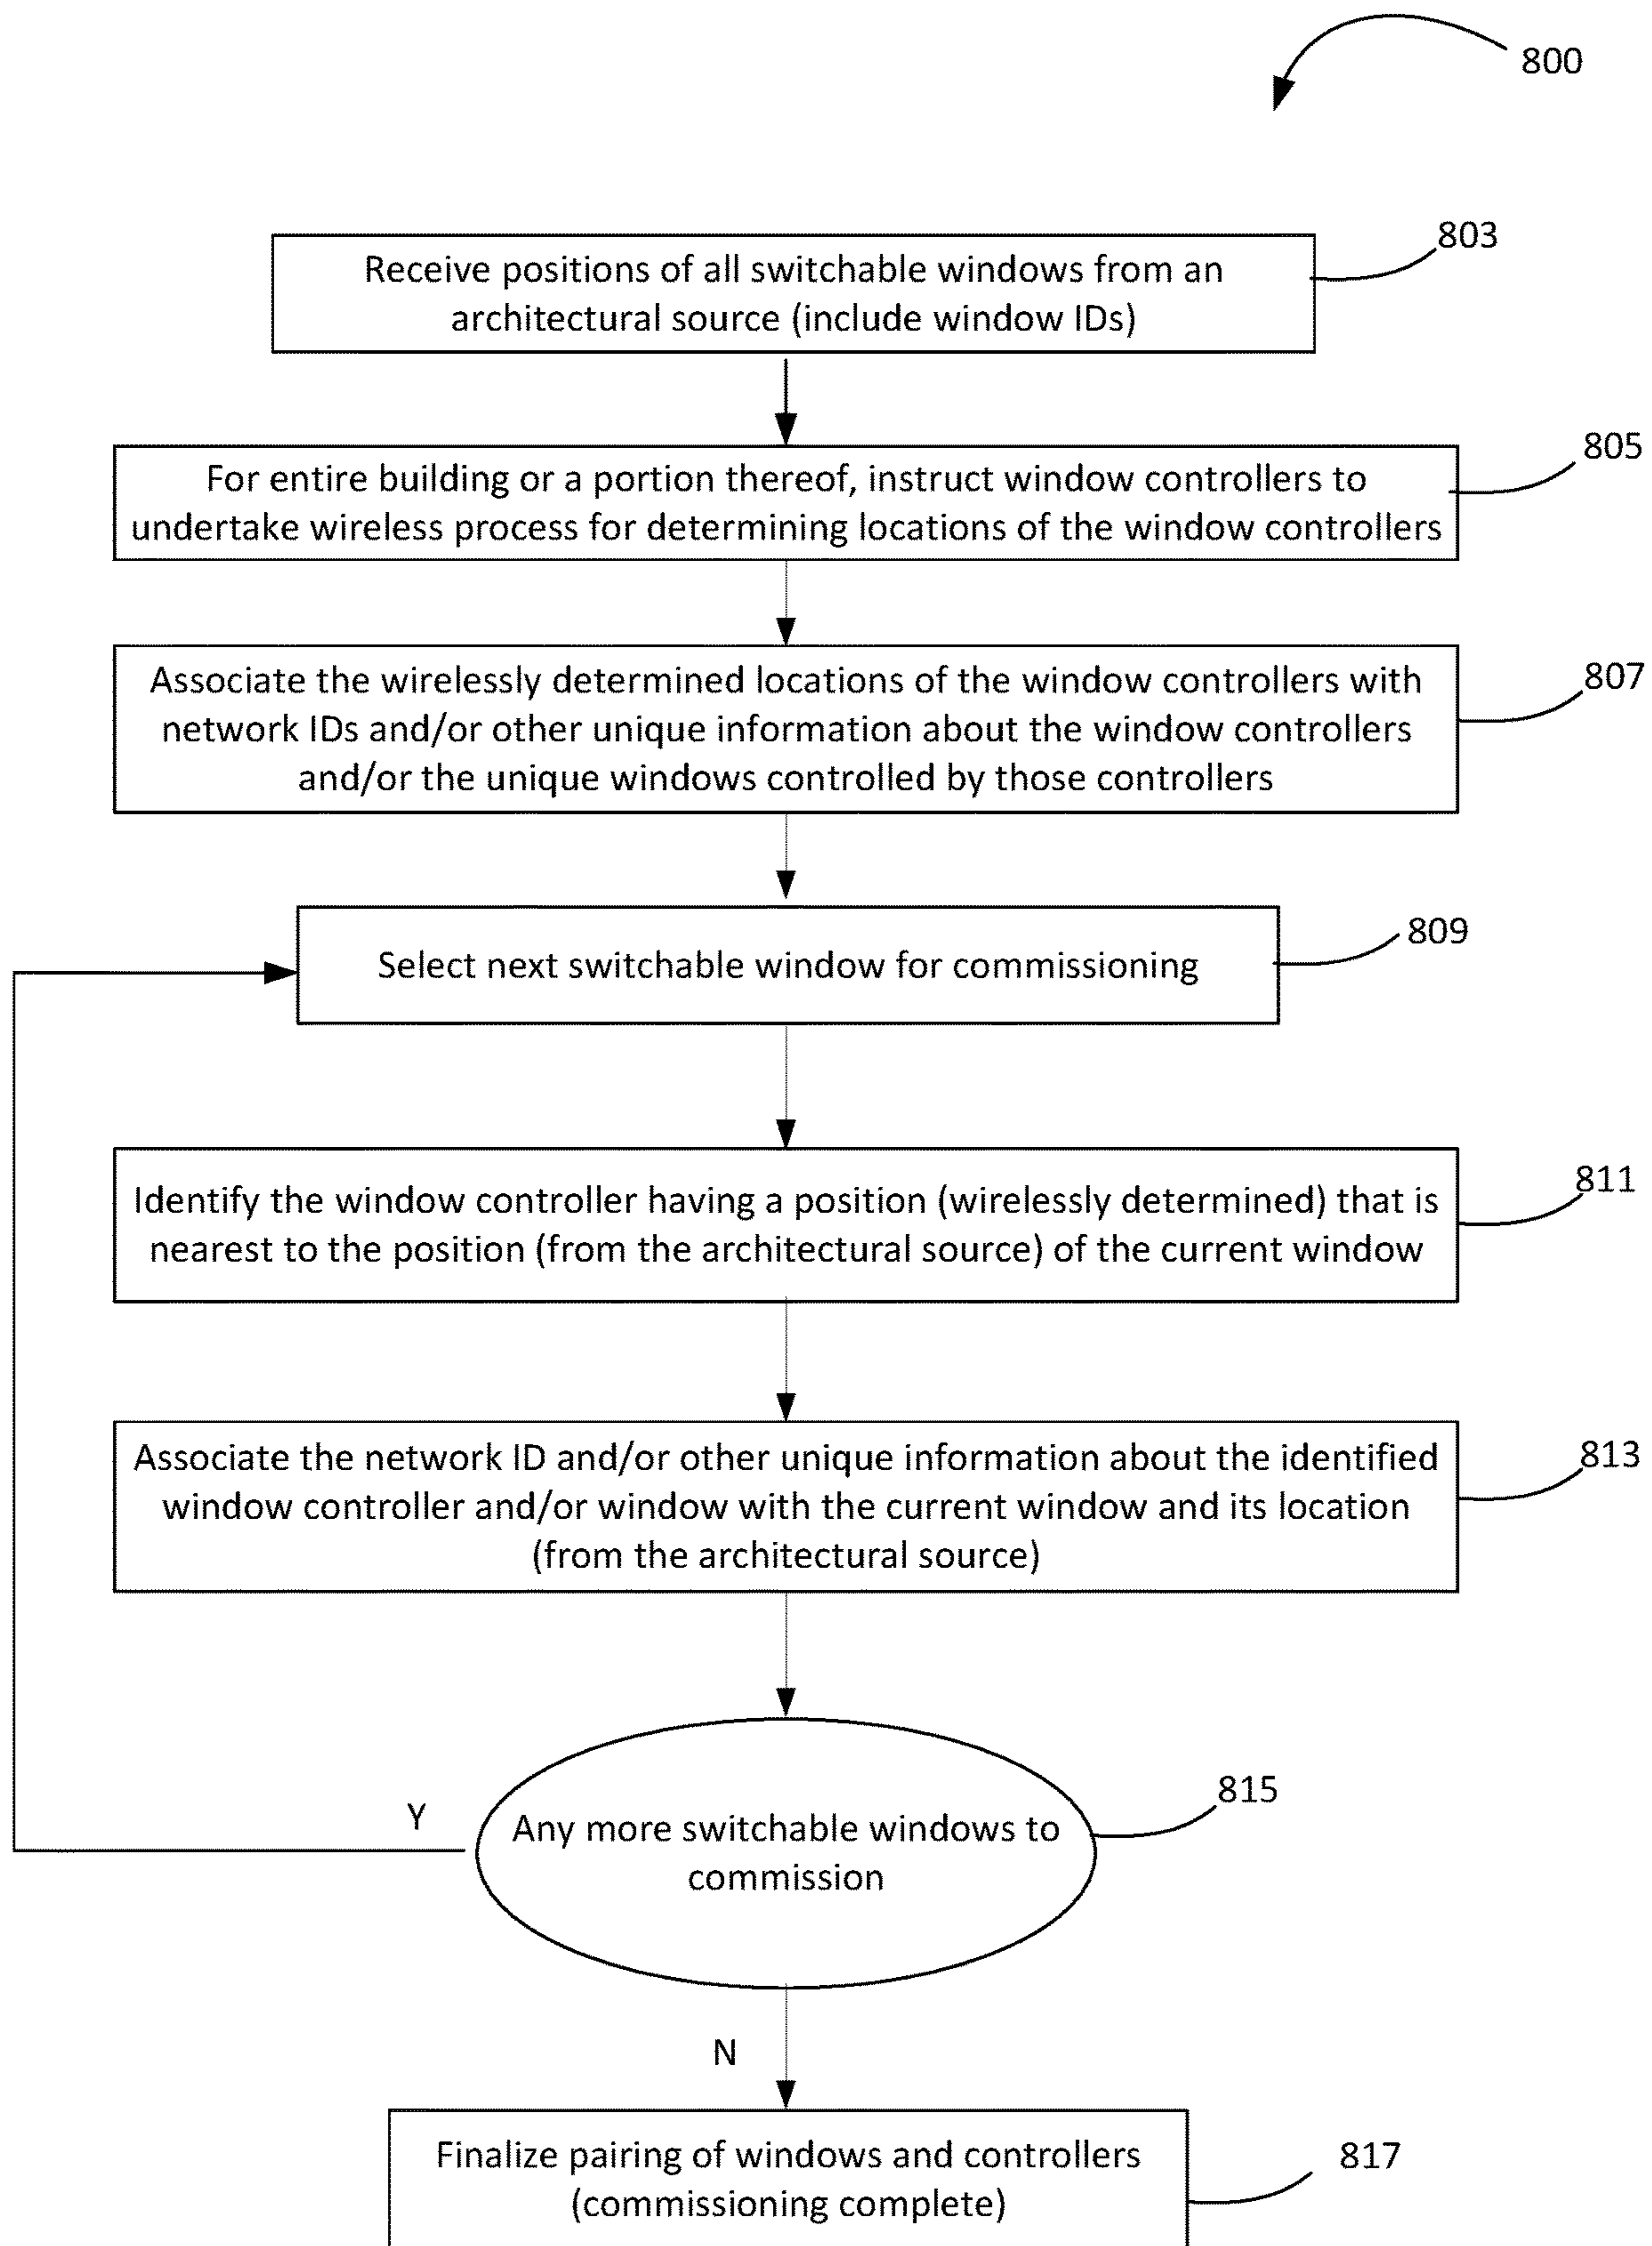 800
803
Receive positions of all switchable windows from an
architectural source (include window IDs)
805
For entire building or a portion thereof, instruct window controllers to
undertake wireless process for determining locations of the window controllers
807
Associate the wirelessly determined locations of the window controllers with
network IDs and/or other unique information about the window controllers
and/or the unique windows controlled by those controllers
809
Select next switchable window for commissioning
811
Identify the window controller having a position (wirelessly determined) that is
nearest to the position (from the architectural source) of the current window
813
Associate the network ID and/or other unique information about the identified
window controller and/or window with the current window and its location
(from the architectural source)
815
Y
Any more switchable windows to
commission
N
817
Finalize pairing of windows and controllers
(commissioning complete)